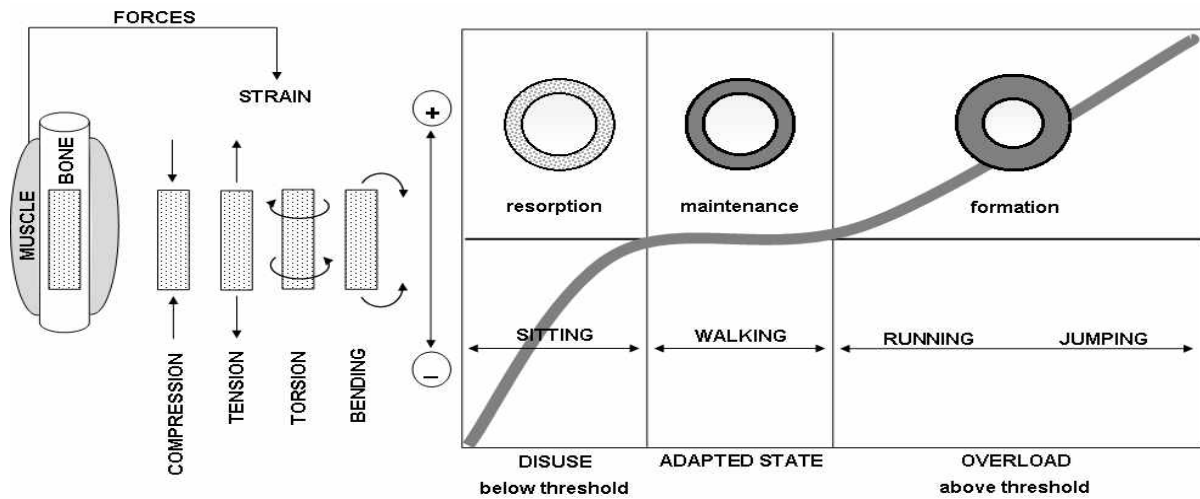 FORCES
STRAIN
MUSCLE
BONE
COMPRESSION
TENSION
TORSION
BENDING
+
–
resorption
maintenance
formation
SITTING
WALKING
RUNNING
JUMPING
DISUSE
below threshold
ADAPTED STATE
OVERLOAD
above threshold